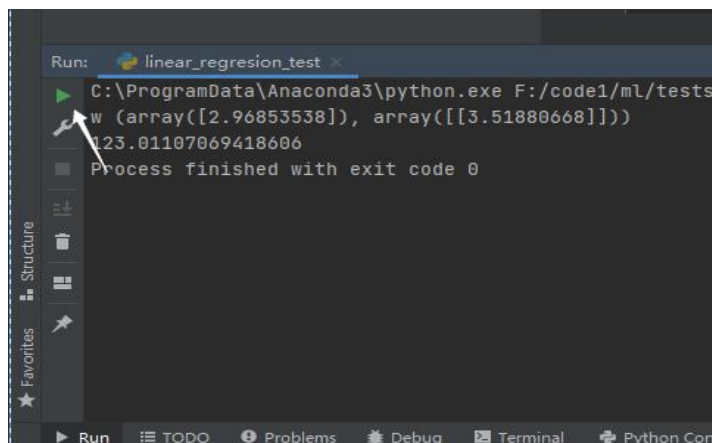 Run: linear_regresion_test ×
C:\ProgramData\Anaconda3\python.exe F:/code1/ml/tests
w (array([2.96853538]), array([[3.51880668]]))
123.01107069418606
Process finished with exit code 0
Structure
Favorites
Run TODO Problems Debug Terminal Python Con